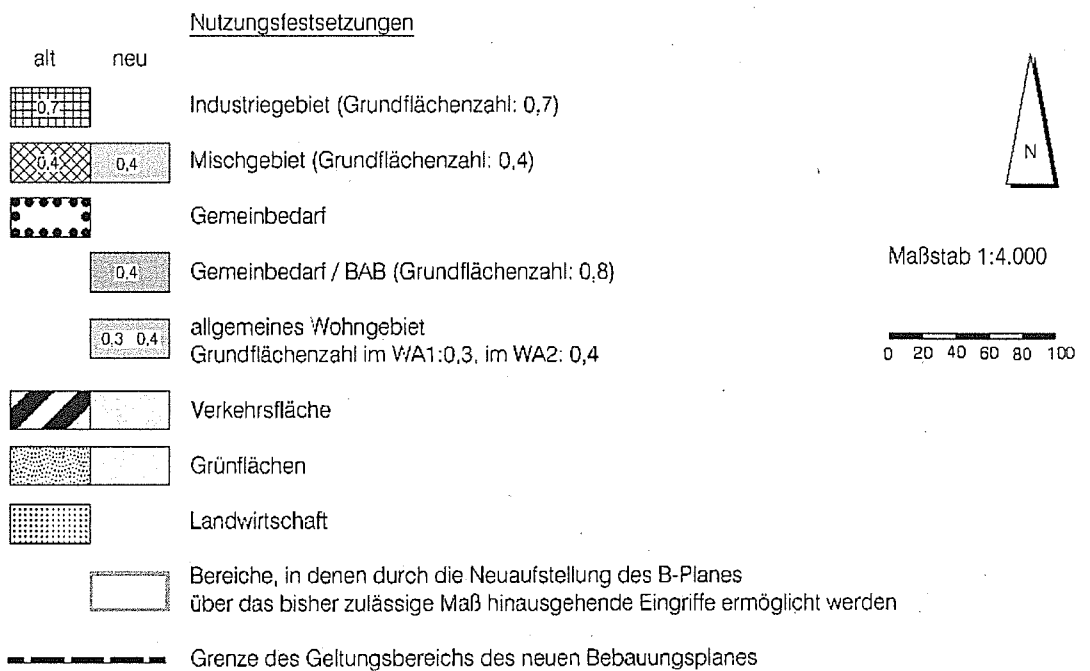 Nutzungsfestsetzungen
alt neu
0,7 Industriegebiet (Grundflächenzahl: 0,7)
0,4 0,4 Mischgebiet (Grundflächenzahl: 0,4)
Gemeinbedarf
0,4 Gemeinbedarf / BAB (Grundflächenzahl: 0,8)
0,3 0,4 allgemeines Wohngebiet
Grundflächenzahl im WA1:0,3, im WA2: 0,4
Verkehrsfläche
Grünflächen
Landwirtschaft
Bereiche, in denen durch die Neuaufstellung des B-Planes
über das bisher zulässige Maß hinausgehende Eingriffe ermöglicht werden
Grenze des Geltungsbereichs des neuen Bebauungsplanes
N
Maßstab 1:4.000
0 20 40 60 80 100